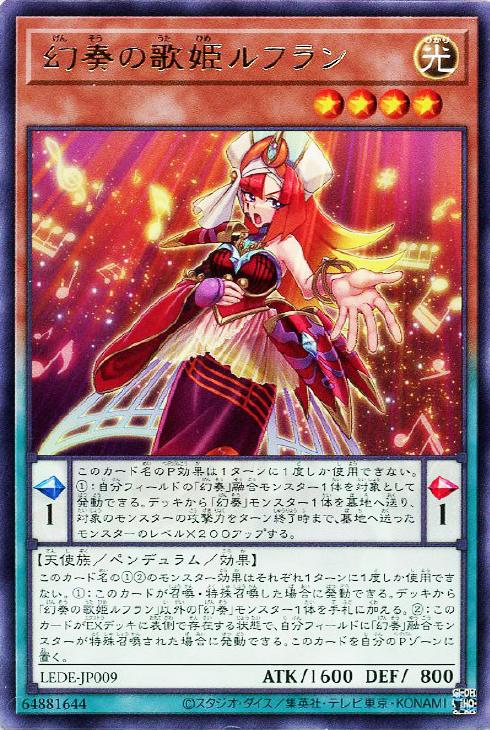 幻奏の歌姫ルフラン
光
このカード名のP効果は1ターンに1度しか使用できない。
①:自分フィールドの「幻奏」融合モンスター1体を対象として
発動できる。デッキから「幻奏」モンスター1体を墓地へ送り、
対象のモンスターの攻撃力をターン終了時まで、墓地へ送った
モンスターのレベル×200アップする。
1
1
【天使族/ペンデュラム/効果】
このカード名の①②のモンスター効果はそれぞれ1ターンに1度しか使用でき
ない。①:このカードが召喚・特殊召喚した場合に発動できる。デッキから
「幻奏の歌姫ルフラン」以外の「幻奏」モンスター1体を手札に加える。②:このカ
ードがEXデッキに表側で存在する状態で、自分フィールドに「幻奏」融合モン
スターが特殊召喚された場合に発動できる。このカードを自分のPゾーンに
置く。
LEDE-JP009
ATK/1600 DEF/ 800
64881644
©スタジオ・ダイス/集英社・テレビ東京・KONAMI